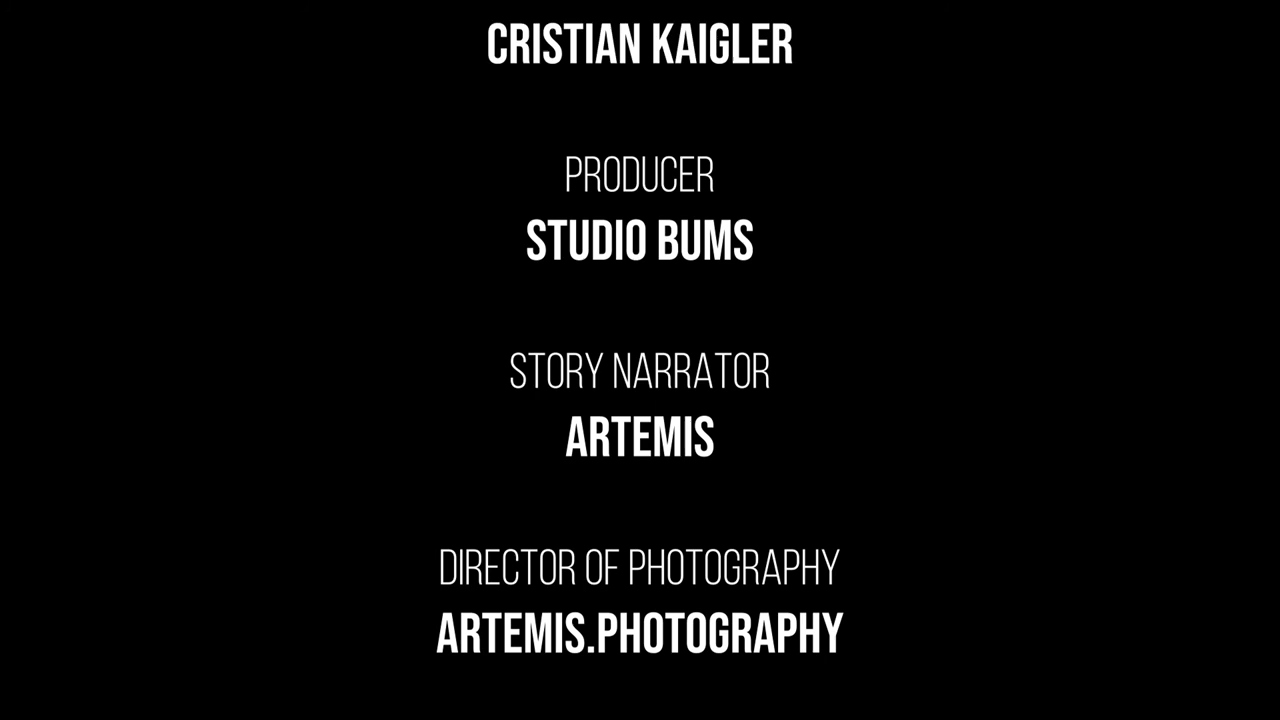 CRISTIAN KAIGLER
PRODUCER
STUDIO BUMS
STORY NARRATOR
ARTEMIS
DIRECTOR OF PHOTOGRAPHY
ARTEMIS.PHOTOGRAPHY